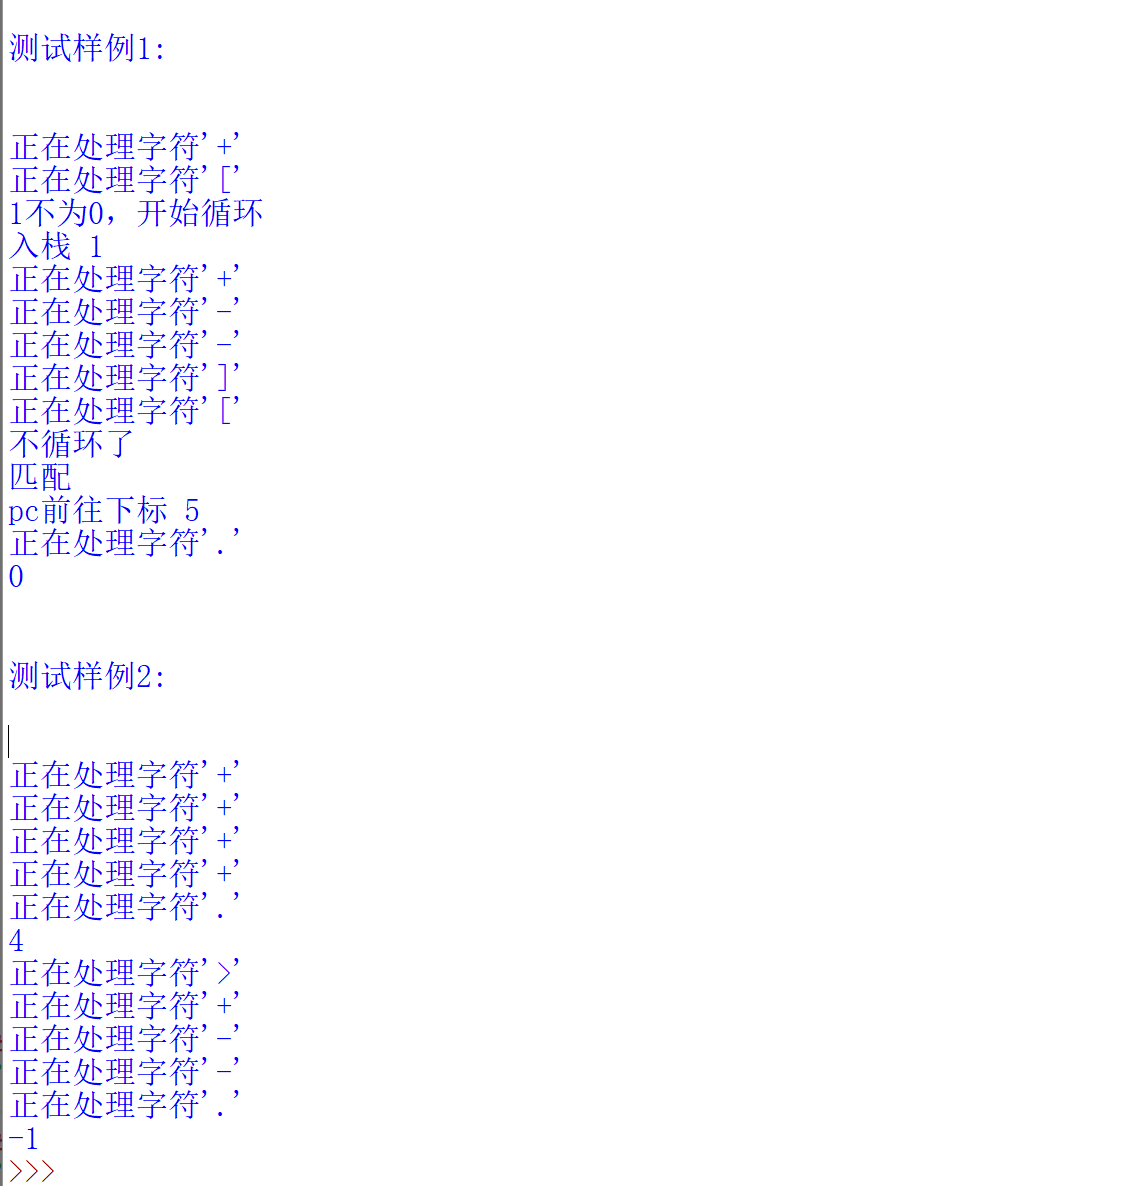 测试样例1:
正在处理字符'+'
正在处理字符'['
1不为0，开始循环
入栈 1
正在处理字符'+'
正在处理字符'-'
正在处理字符'-'
正在处理字符']'
正在处理字符'['
不循环了
匹配
pc前往下标 5
正在处理字符'.'
0
测试样例2:
正在处理字符'+'
正在处理字符'+'
正在处理字符'+'
正在处理字符'+'
正在处理字符'.'
4
正在处理字符'>'
正在处理字符'+'
正在处理字符'-'
正在处理字符'-'
正在处理字符'.'
-1
>>>